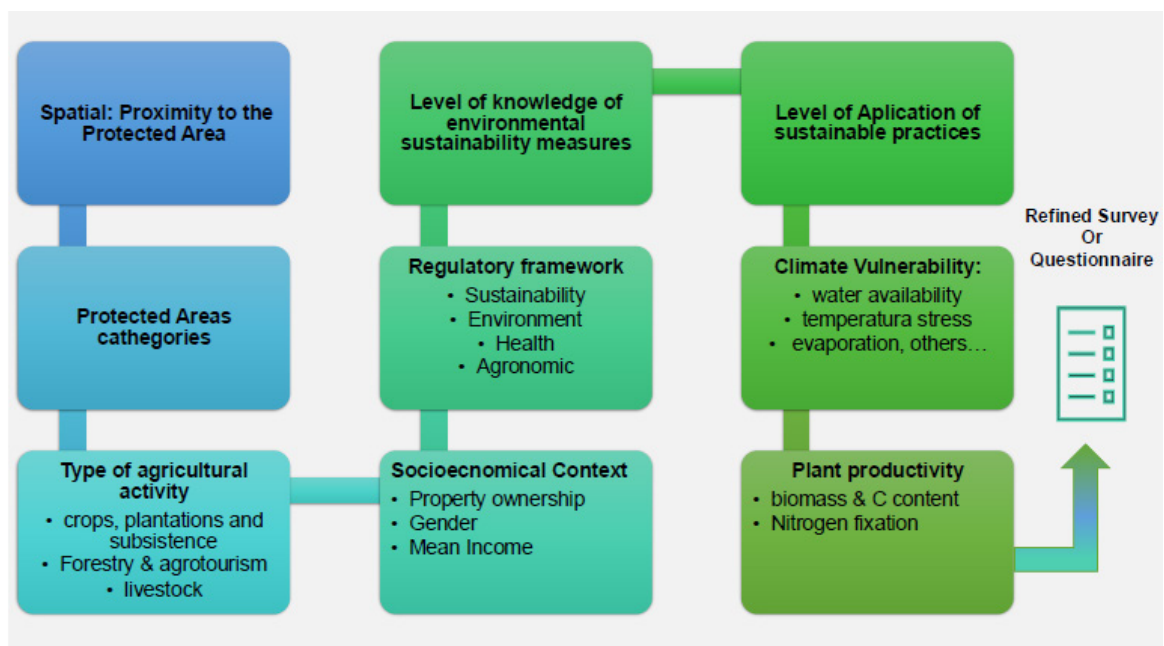 Spatial: Proximity to the
Protected Area
Protected Areas
cathegories
Type of agricultural
activity
• crops, plantations and
subsistence
• Forestry & agrotourism
• livestock
Socioecnomical Context
• Property ownership
• Gender
• Mean Income
Regulatory framework
• Sustainability
• Environment
• Health
• Agronomic
Level of knowledge of
environmental
sustainability measures
Level of Aplication of
sustainable practices
Climate Vulnerability:
• water availability
• temperatura stress
• evaporation, others...
Plant productivity
• biomass & C content
• Nitrogen fixation
Refined Survey
Or
Questionnaire